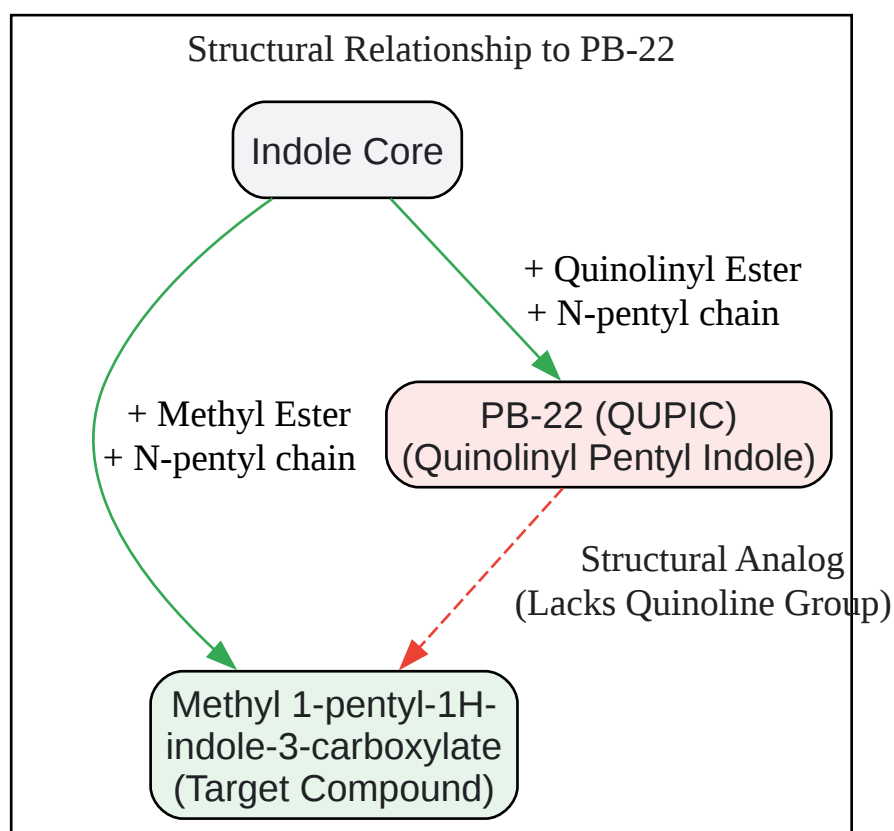 Structural Relationship to PB-22
Indole Core
+ Quinolinyl Ester
+ N-pentyl chain
+ Methyl Ester
+ N-pentyl chain
PB-22 (QUPIC)
(Quinolinyl Pentyl Indole)
Structural Analog
(Lacks Quinoline Group)
Methyl 1-pentyl-1H-
indole-3-carboxylate
(Target Compound)